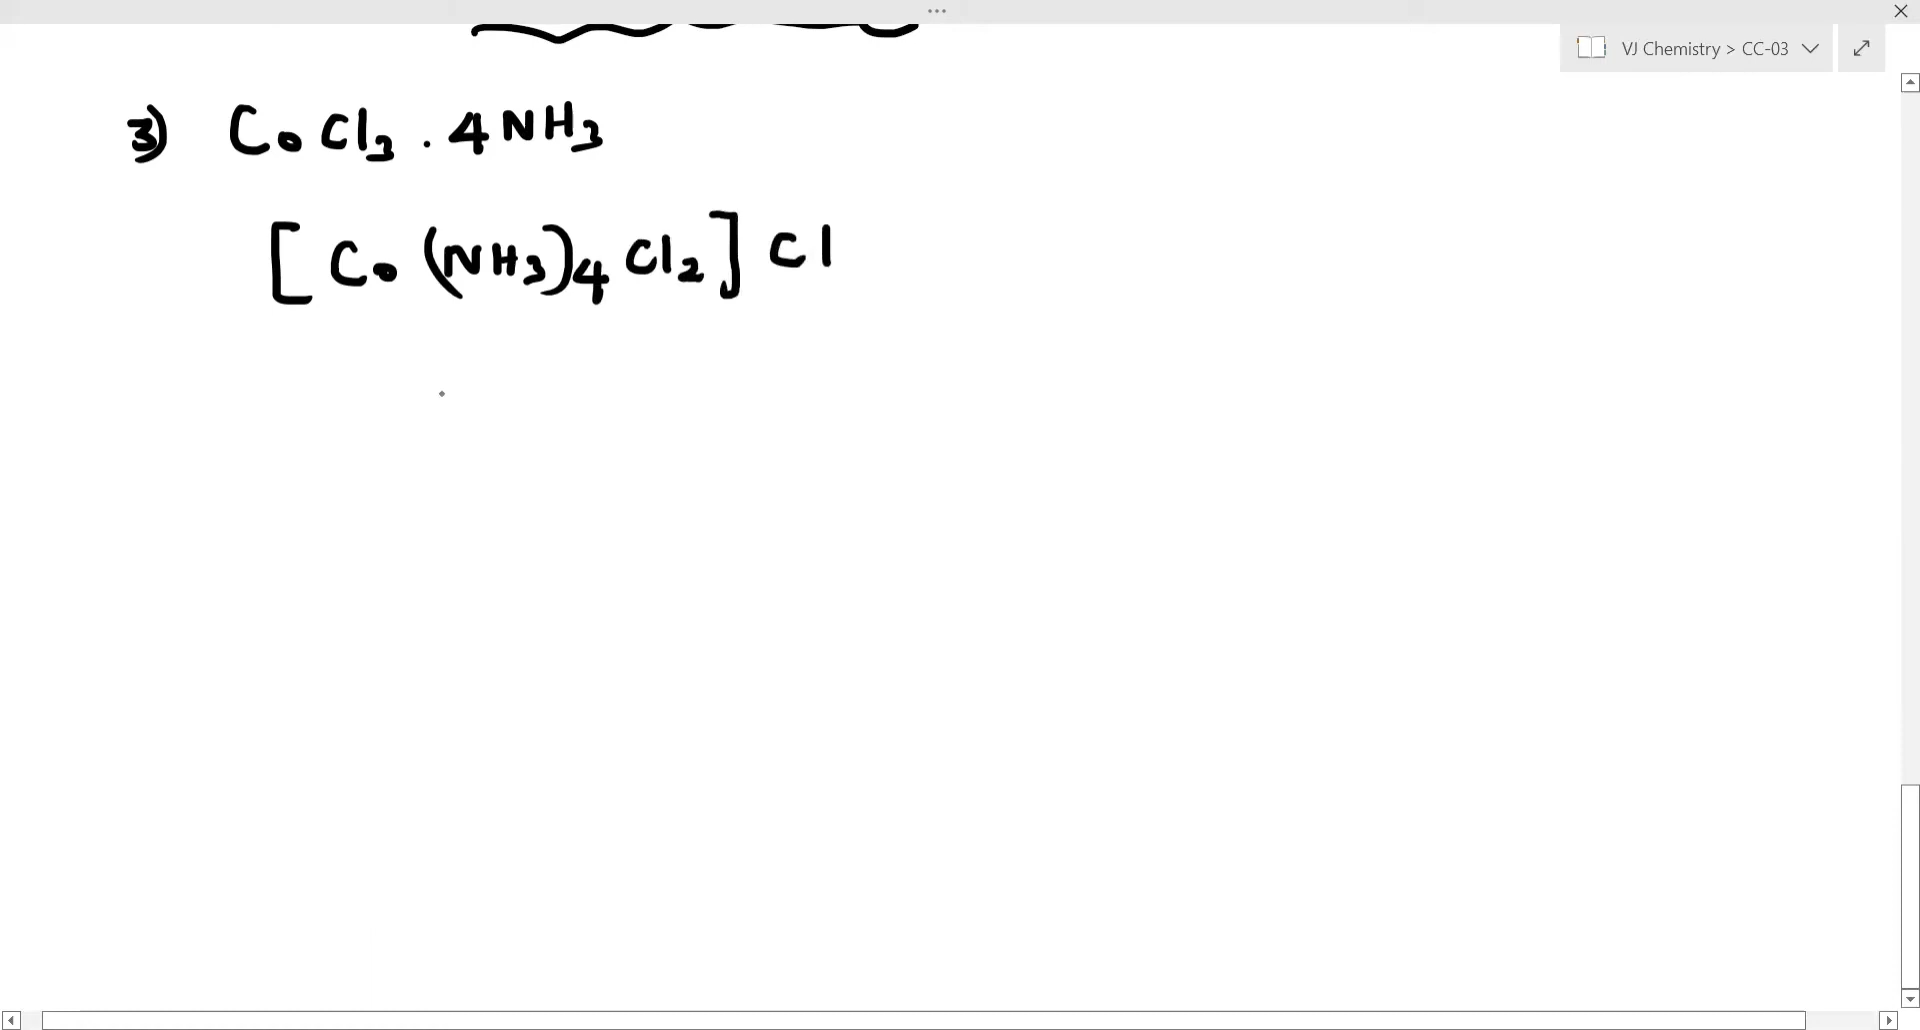 VJ Chemistry > CC-03
3) CoCl₃ . 4NH₃
[Co(NH₃)₄Cl₂]Cl